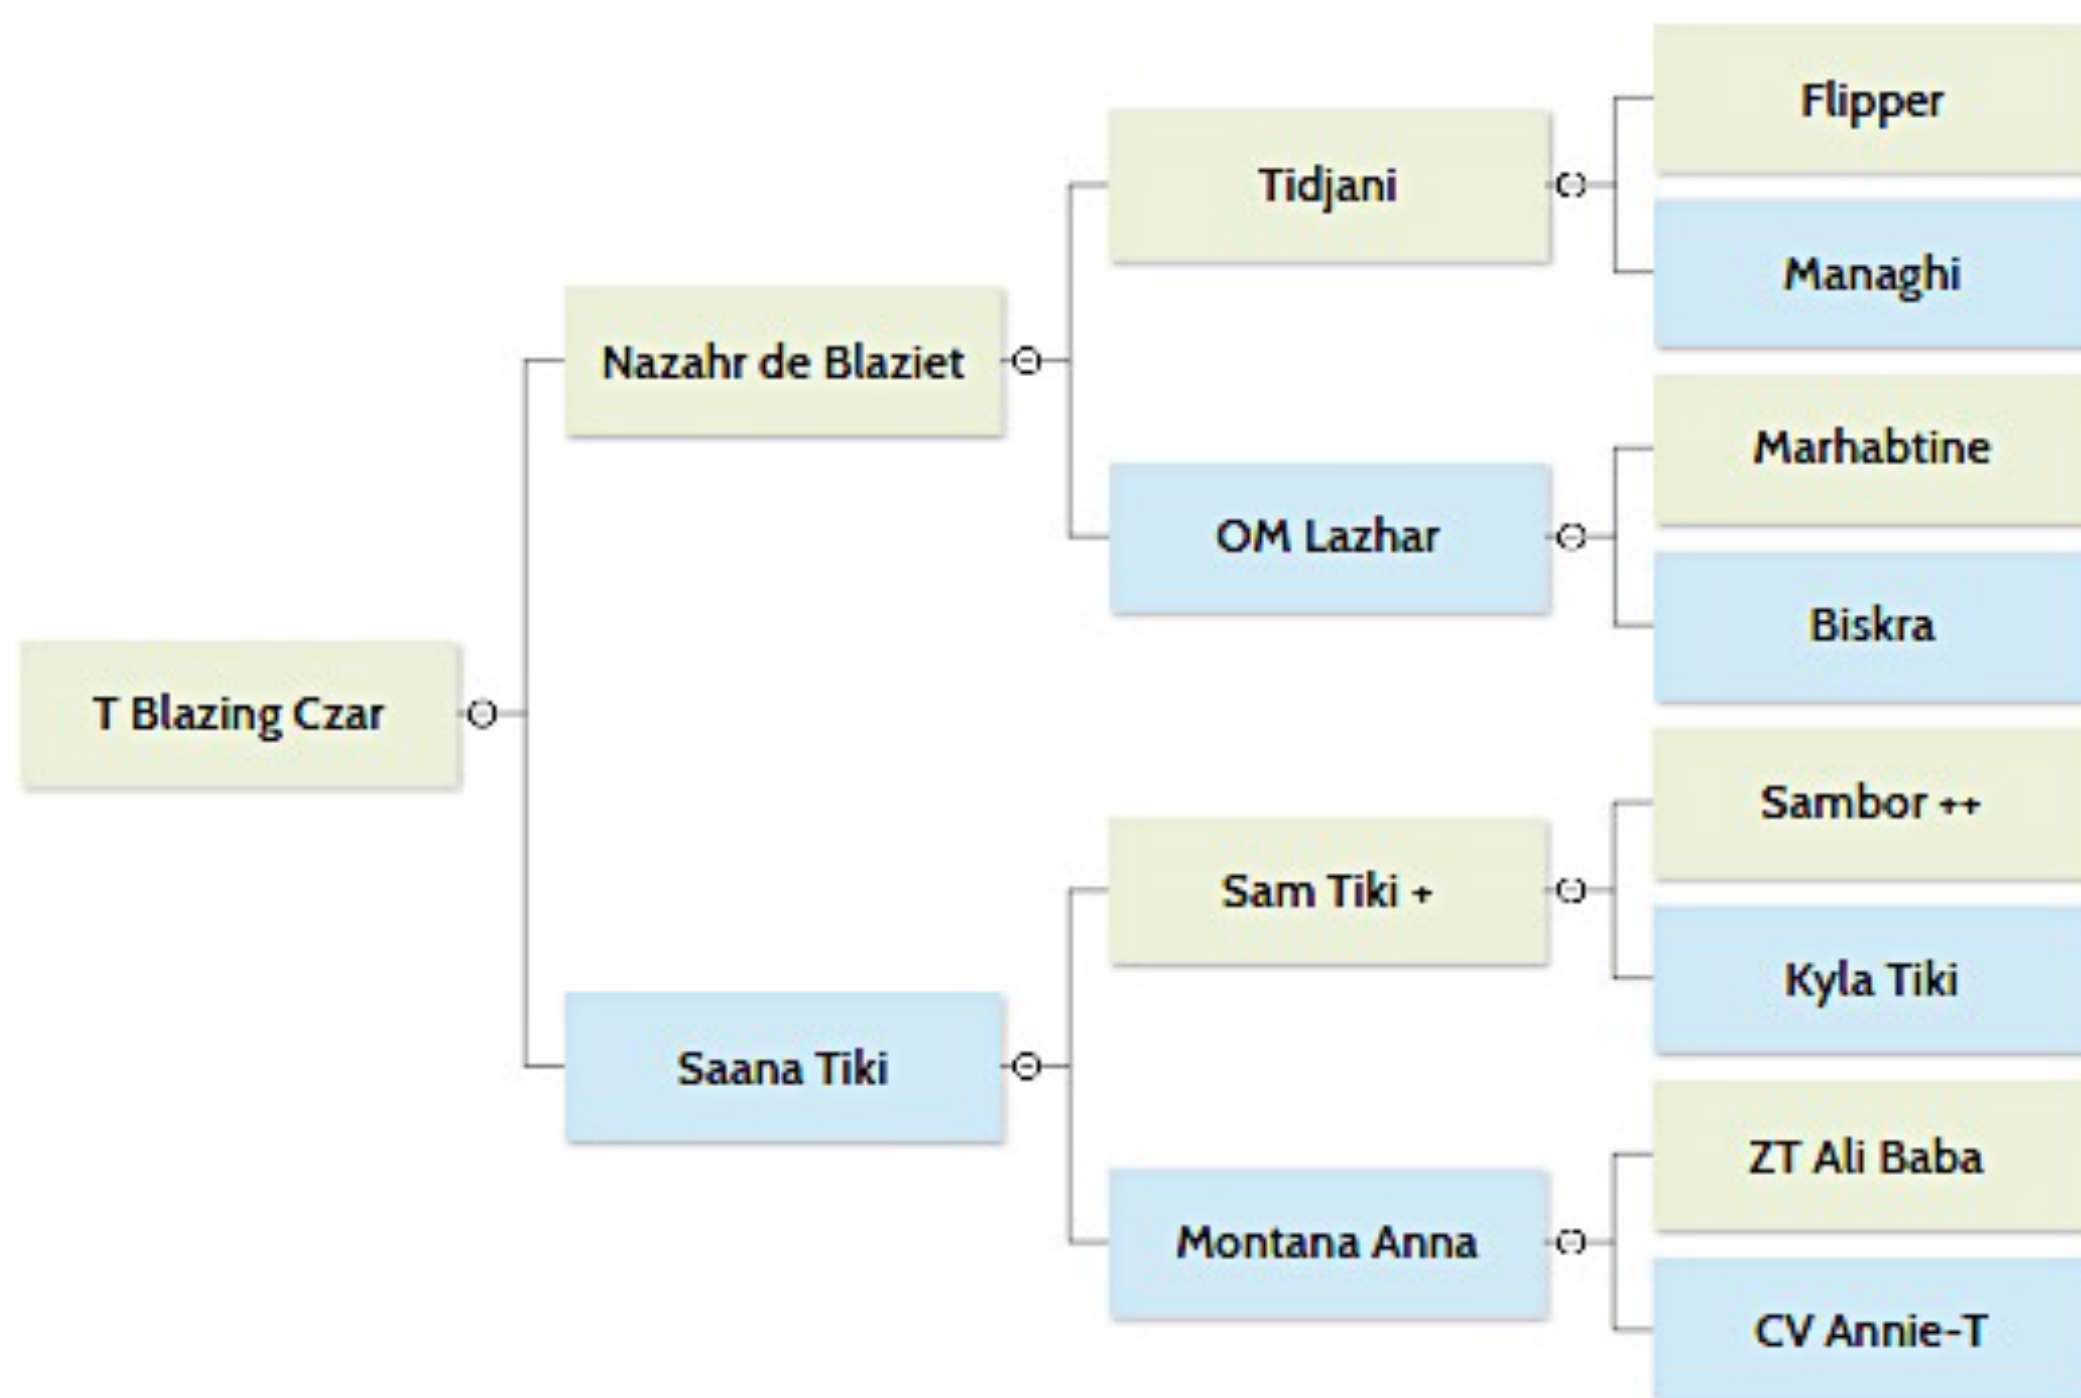 Flipper
Tidjani
Managhi
Nazahr de Blaziet
Marhabtine
OM Lazhar
Biskra
T Blazing Czar
Sambor ++
Sam Tiki +
Kyla Tiki
Saana Tiki
ZT Ali Baba
Montana Anna
CV Annie-T